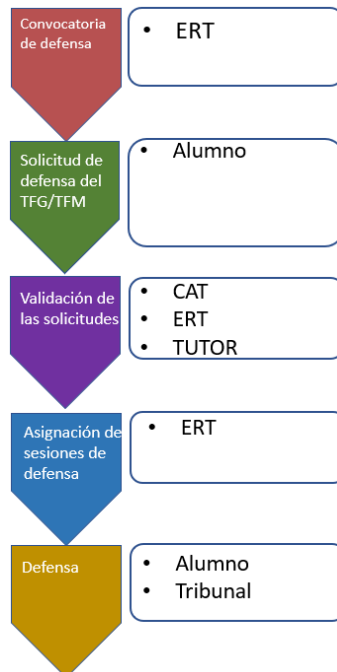 Convocatoria
de defensa
• ERT
Solicitud de
defensa del
TFG/TFM
• Alumno
Validación de
las solicitudes
• CAT
• ERT
• TUTOR
Asignación de
sesiones de
defensa
• ERT
Defensa
• Alumno
• Tribunal